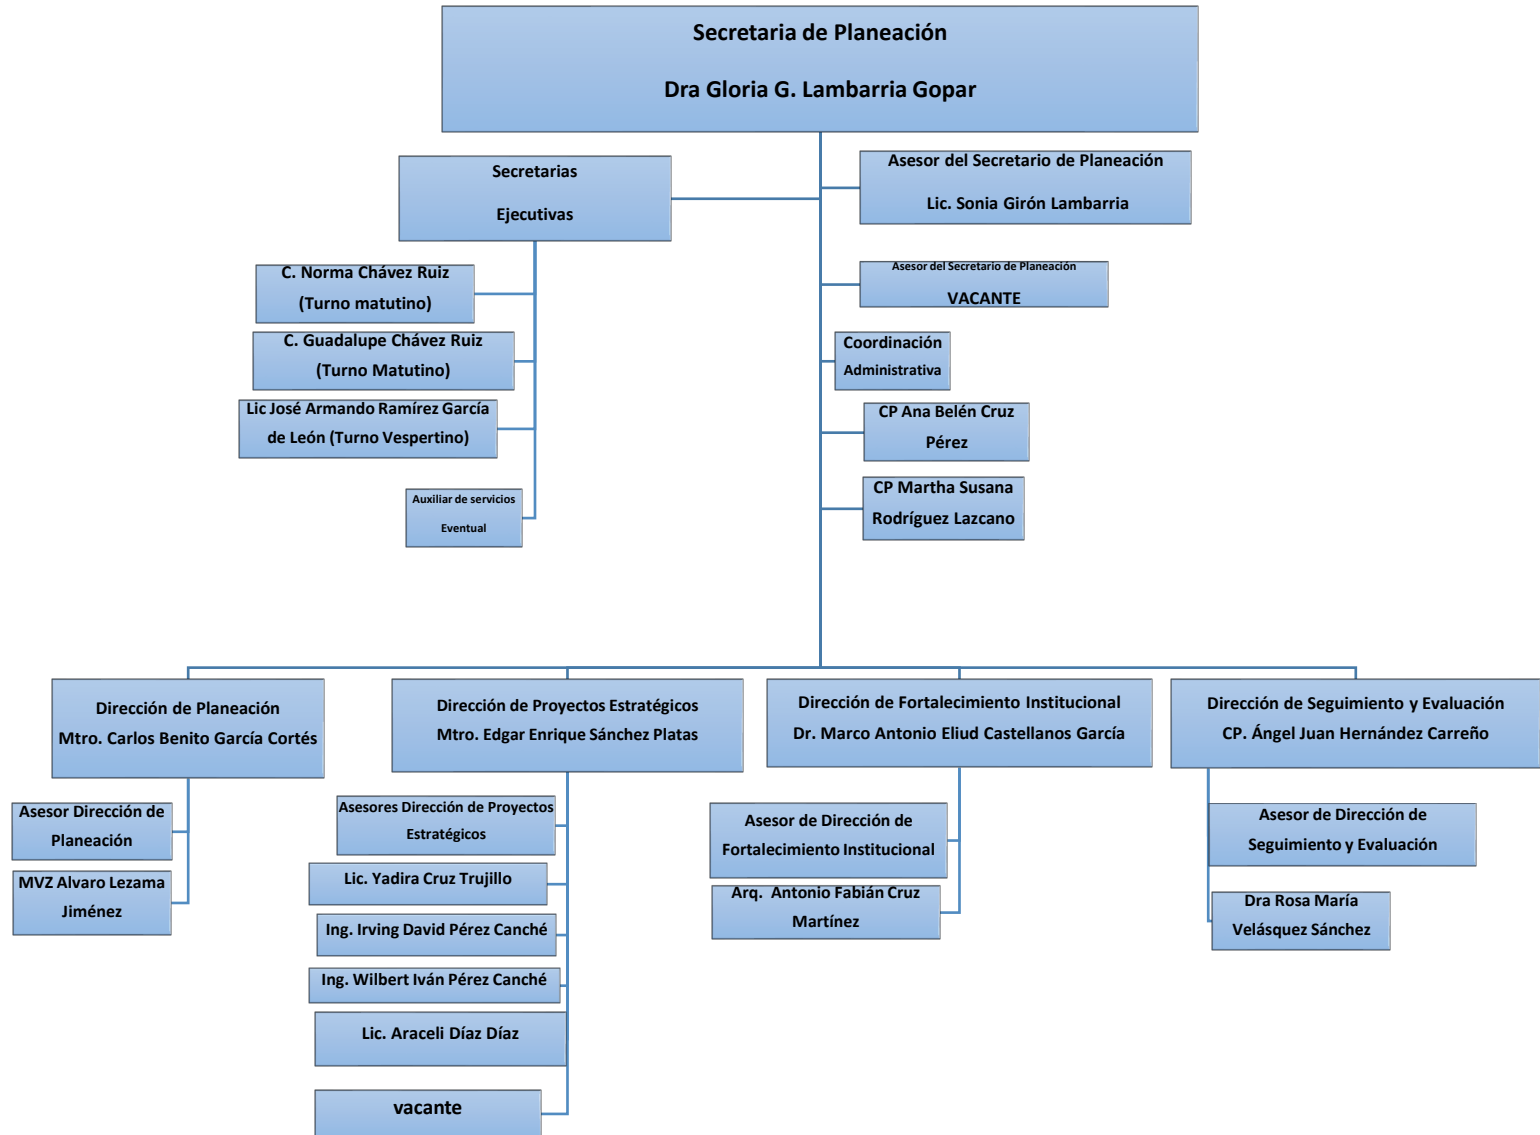 Secretaria de Planeación
Dra Gloria G. Lambarria Gopar
Secretarias
Ejecutivas
Asesor del Secretario de Planeación
Lic. Sonia Girón Lambarria
C. Norma Chávez Ruiz
(Turno matutino)
Asesor del Secretario de Planeación
VACANTE
C. Guadalupe Chávez Ruiz
(Turno Matutino)
Coordinación
Administrativa
Lic José Armando Ramírez García
de León (Turno Vespertino)
CP Ana Belén Cruz
Pérez
Auxiliar de servicios
Eventual
CP Martha Susana
Rodríguez Lazcano
Dirección de Planeación
Mtro. Carlos Benito García Cortés
Asesor Dirección de
Planeación
MVZ Alvaro Lezama
Jiménez
Dirección de Proyectos Estratégicos
Mtro. Edgar Enrique Sánchez Platas
Asesores Dirección de Proyectos
Estratégicos
Lic. Yadira Cruz Trujillo
Ing. Irving David Pérez Canché
Ing. Wilbert Iván Pérez Canché
Lic. Araceli Díaz Díaz
vacante
Dirección de Fortalecimiento Institucional
Dr. Marco Antonio Eliud Castellanos García
Asesor de Dirección de
Fortalecimiento Institucional
Arq. Antonio Fabián Cruz
Martínez
Dirección de Seguimiento y Evaluación
CP. Ángel Juan Hernández Carreño
Asesor de Dirección de
Seguimiento y Evaluación
Dra Rosa María
Velásquez Sánchez